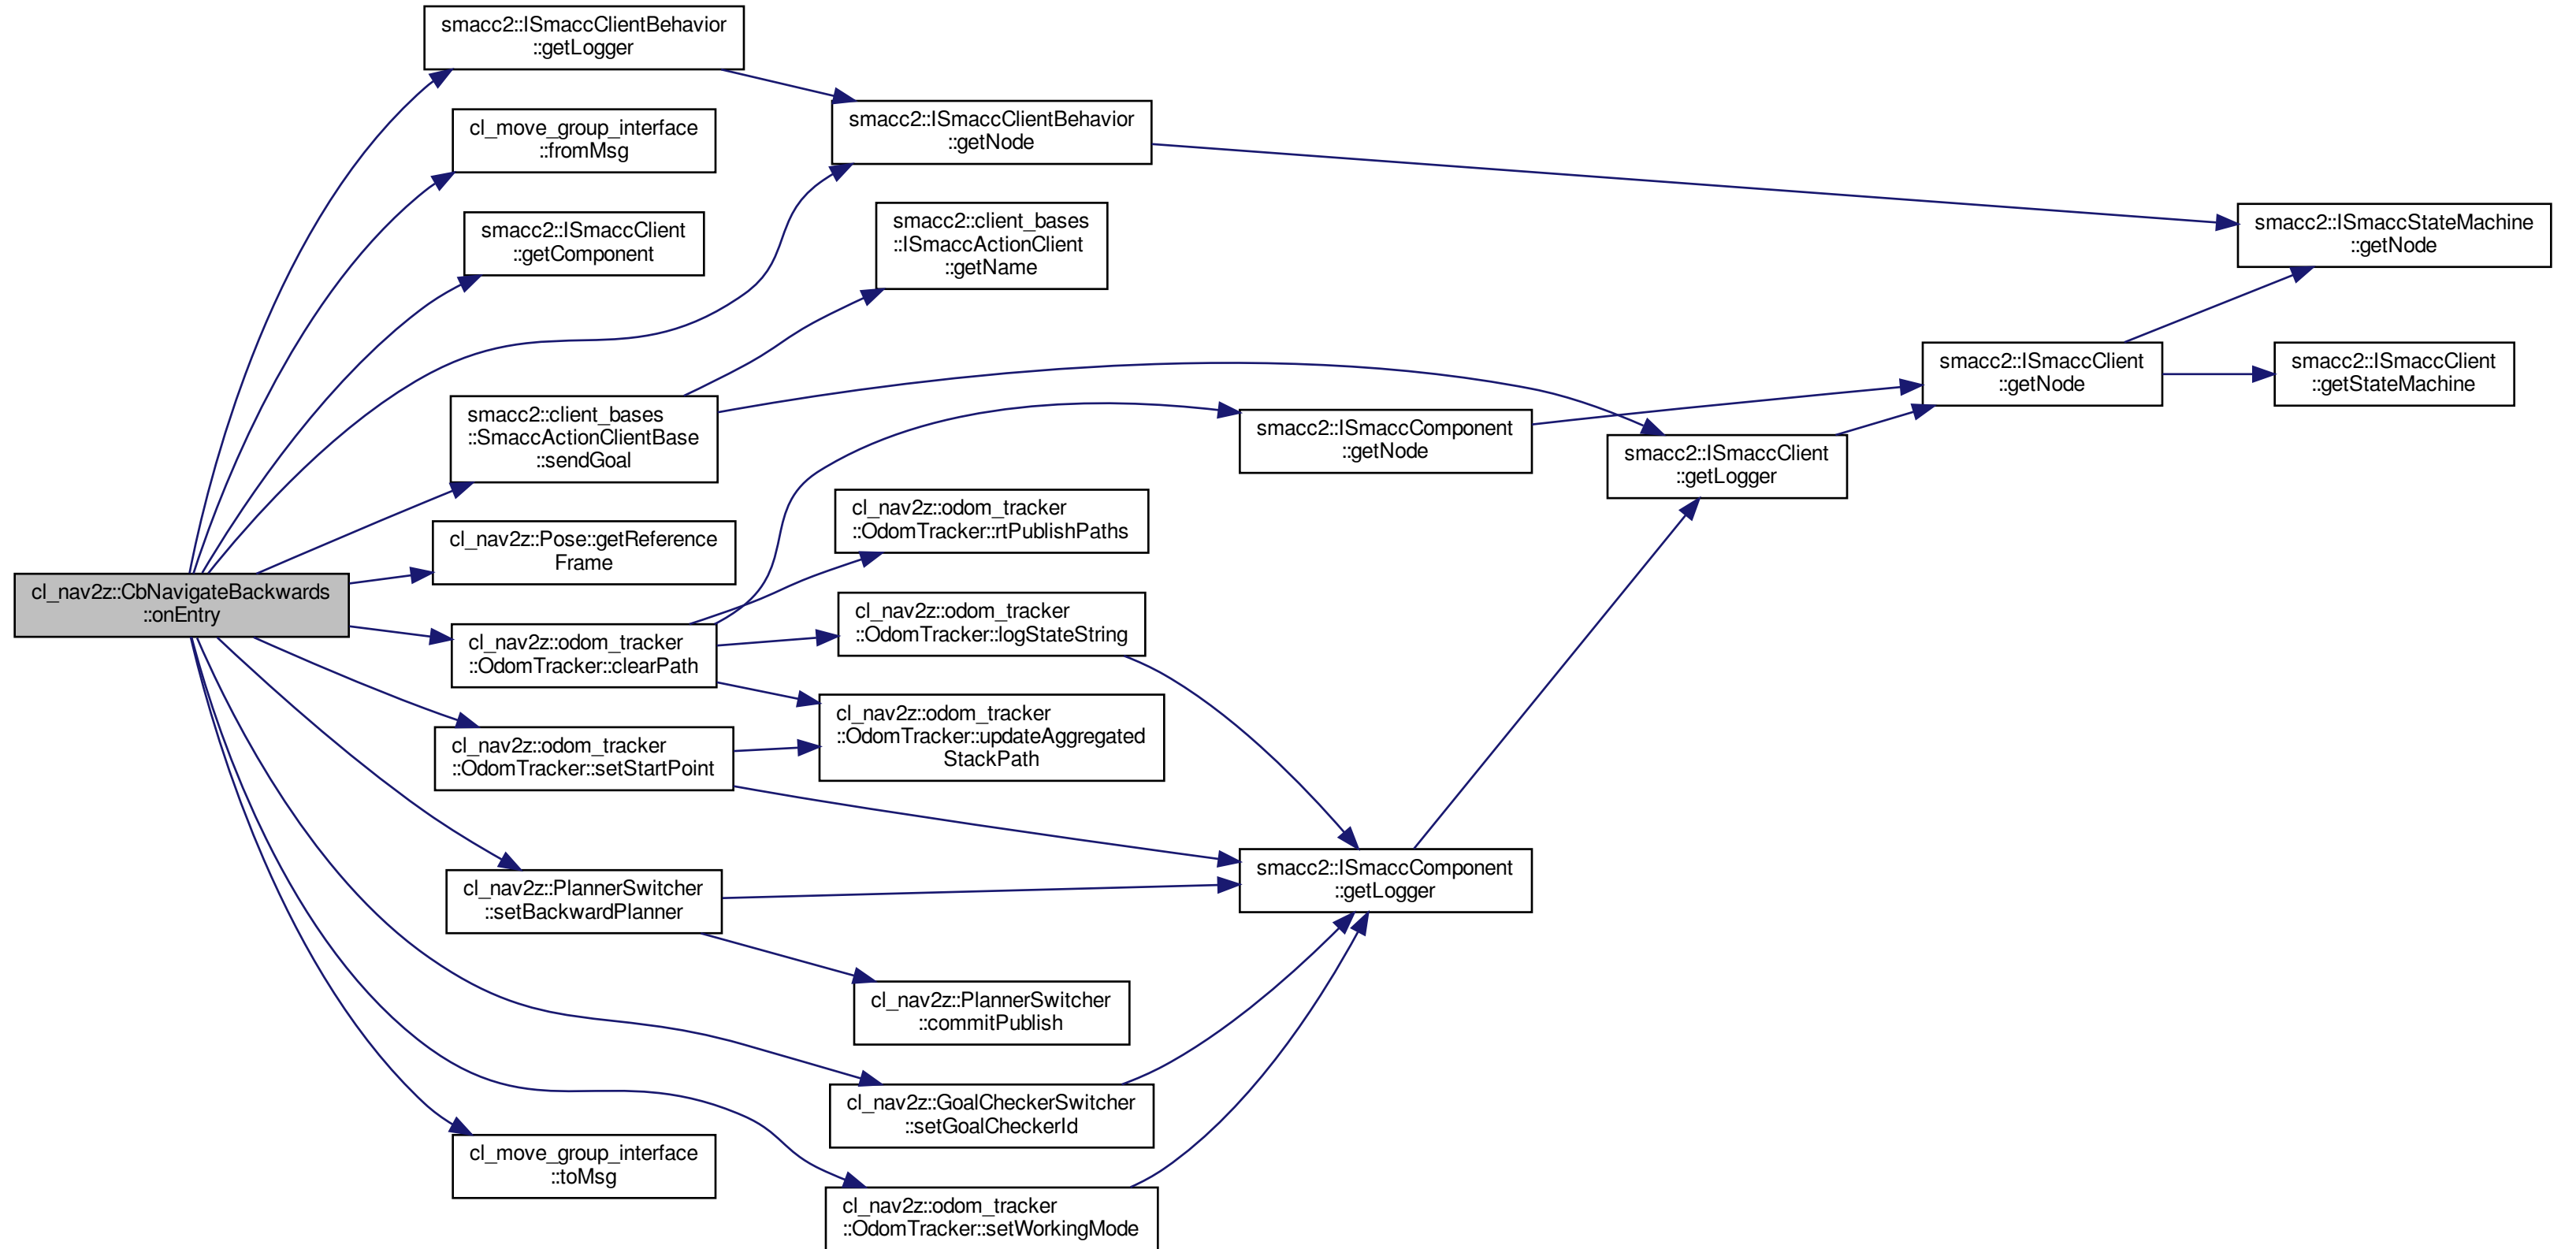 smacc2::ISmaccClientBehavior
::getLogger
cl_move_group_interface
::fromMsg
smacc2::ISmaccClient
::getComponent
smacc2::client_bases
::SmaccActionClientBase
::sendGoal
cl_nav2z::Pose::getReference
Frame
cl_nav2z::CbNavigateBackwards
::onEntry
cl_nav2z::odom_tracker
::OdomTracker::clearPath
cl_nav2z::odom_tracker
::OdomTracker::setStartPoint
cl_nav2z::PlannerSwitcher
::setBackwardPlanner
cl_move_group_interface
::toMsg
smacc2::ISmaccClientBehavior
::getNode
smacc2::client_bases
::ISmaccActionClient
::getName
cl_nav2z::odom_tracker
::OdomTracker::rtPublishPaths
cl_nav2z::odom_tracker
::OdomTracker::logStateString
cl_nav2z::odom_tracker
::OdomTracker::updateAggregated
StackPath
cl_nav2z::PlannerSwitcher
::commitPublish
cl_nav2z::GoalCheckerSwitcher
::setGoalCheckerId
cl_nav2z::odom_tracker
::OdomTracker::setWorkingMode
smacc2::ISmaccComponent
::getNode
smacc2::ISmaccComponent
::getLogger
smacc2::ISmaccClient
::getLogger
smacc2::ISmaccClient
::getNode
smacc2::ISmaccStateMachine
::getNode
smacc2::ISmaccClient
::getStateMachine